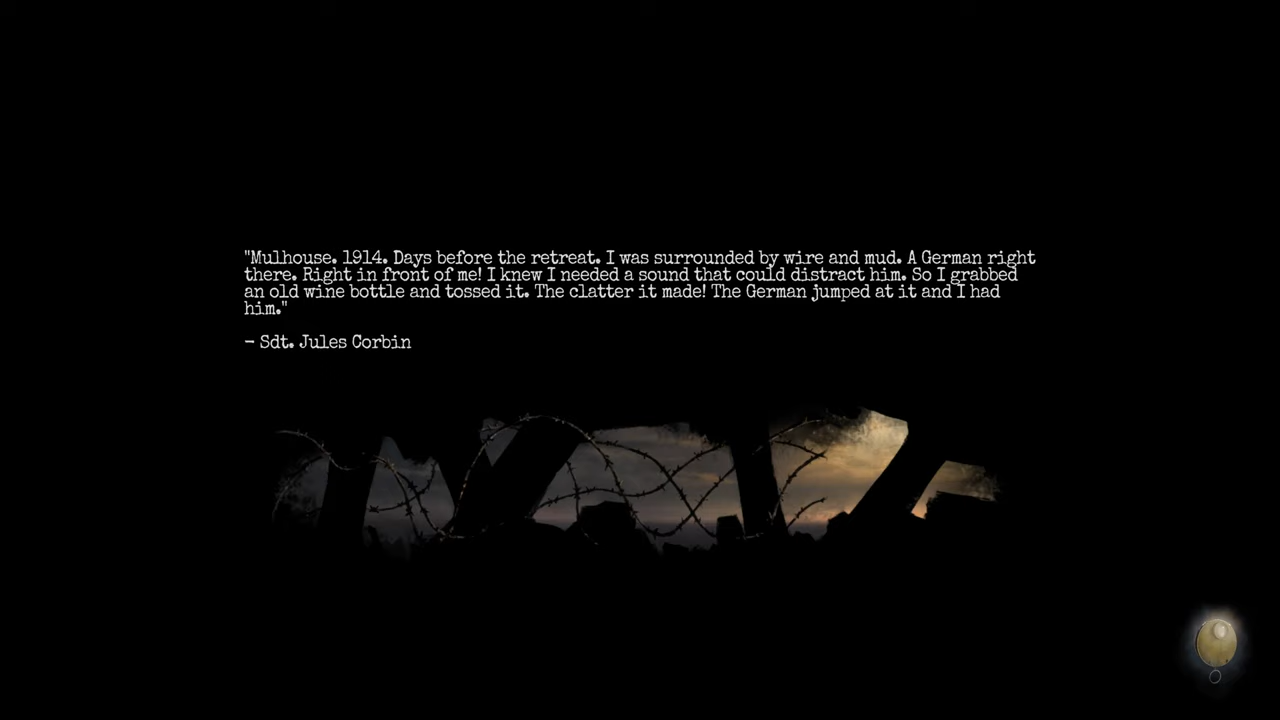 "Mulhouse. 1914. Days before the retreat. I was surrounded by wire and mud. A German right
there. Right in front of me! I knew I needed a sound that could distract him. So I grabbed
an old wine bottle and tossed it. The clatter it made! The German jumped at it and I had
him."
- Sdt. Jules Corbin